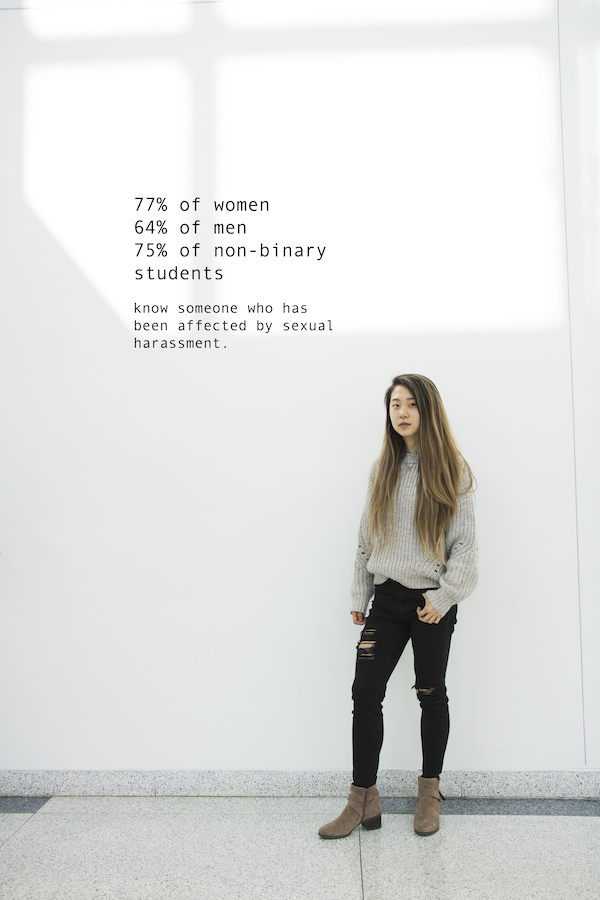 77% of women
64% of men
75% of non-binary
students
know someone who has
been affected by sexual
harassment.